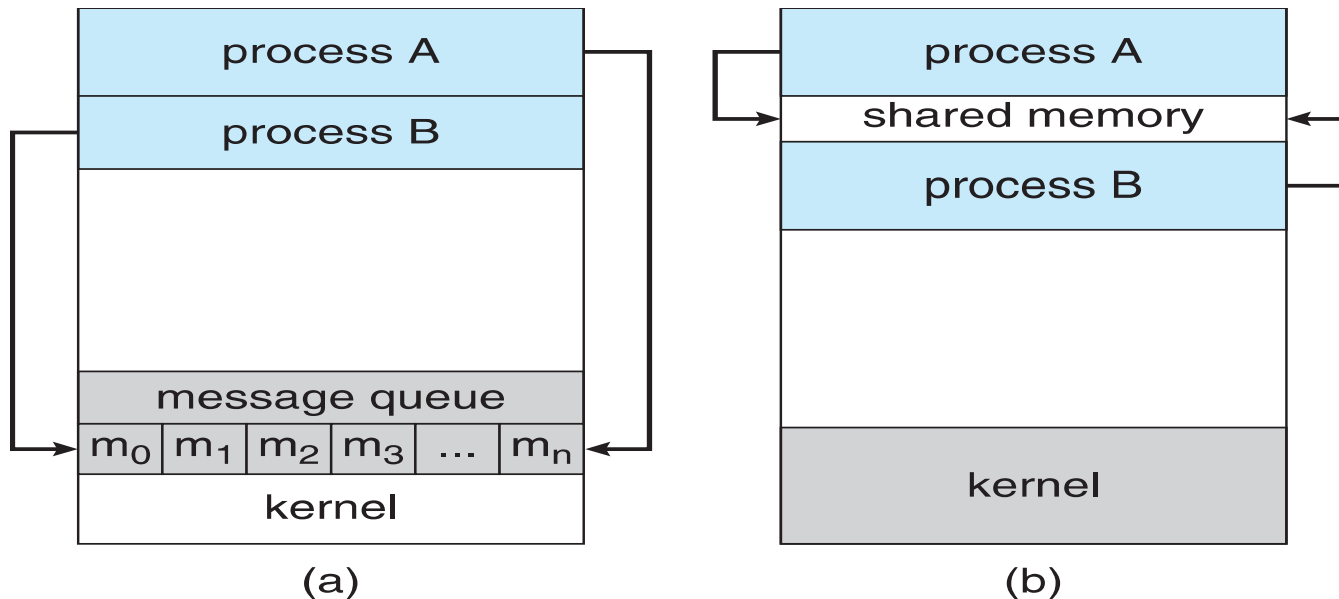 process A
process B
message queue
m0 m1 m2 m3 ... mn
kernel
(a)
process A
shared memory
process B
kernel
(b)